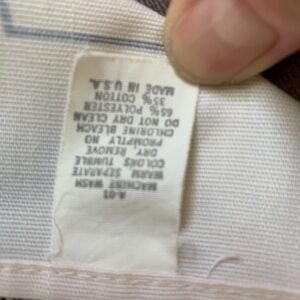 A-01
MACHINE WASH
WARM SEPARATE
COLORS TUMBLE
DRY, REMOVE
PROMPTLY. NO
CHLORINE BLEACH
DO NOT DRY CLEAN
65% POLYESTER
35% COTTON
MADE IN U.S.A.